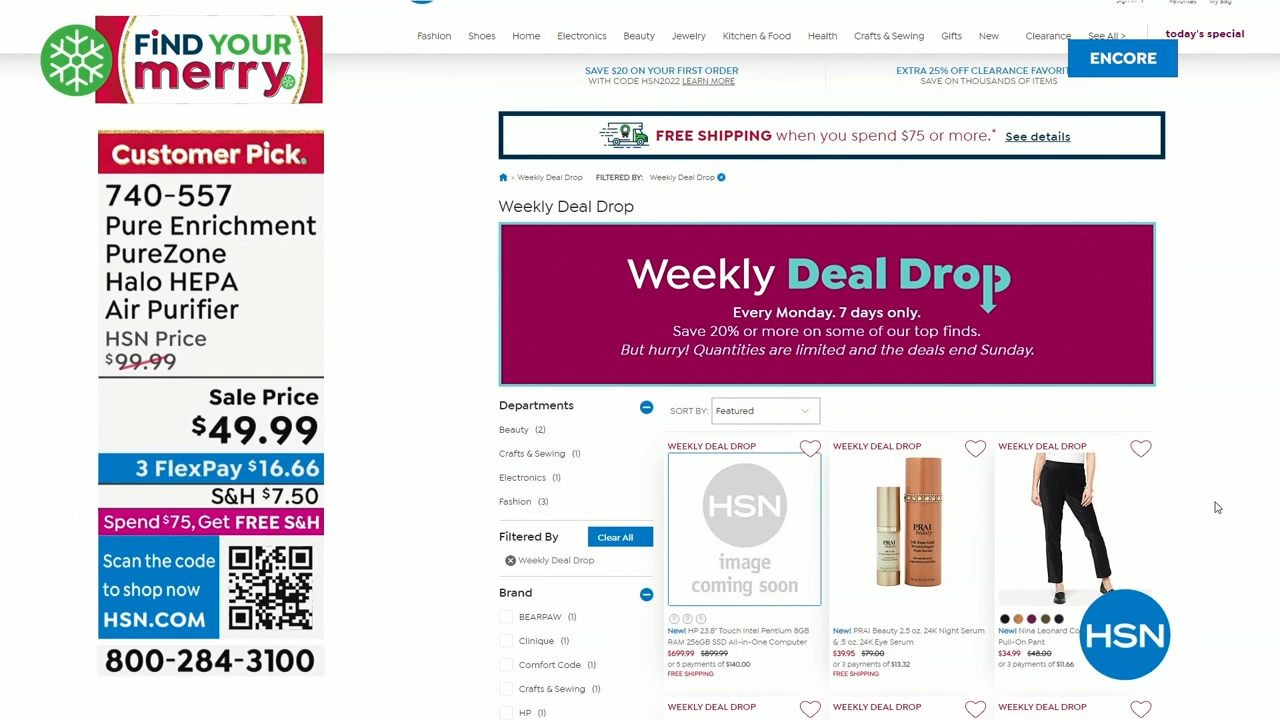 FiND YOUR
merry.
Customer Pick.
740-557
Pure Enrichment
PureZone
Halo HEPA
Air Purifier
HSN Price
$99.99
Sale Price
$49.99
3 FlexPay $16.66
S&H $7.50
Spend $75, Get FREE S&H
Scan the code
to shop now
HSN.COM
800-284-3100
Fashion Shoes Home Electronics Beauty Jewelry Kitchen & Food Health Crafts & Sewing Gifts New Clearance See All > today's special
ENCORE
SAVE $20 ON YOUR FIRST ORDER
WITH CODE HSN2022 LEARN MORE
EXTRA 25% OFF CLEARANCE FAVORI
SAVE ON THOUSANDS OF ITEMS
FREE SHIPPING when you spend $75 or more.* See details
> Weekly Deal Drop FILTERED BY: Weekly Deal Drop
Weekly Deal Drop
Weekly Deal Drop
Every Monday. 7 days only.
Save 20% or more on some of our top finds.
But hurry! Quantities are limited and the deals end Sunday.
Departments
Beauty (2)
Crafts & Sewing (1)
Electronics (1)
Fashion (3)
Filtered By Clear All
Weekly Deal Drop
Brand
BEARPAW (1)
Clinique (1)
Comfort Code (1)
Crafts & Sewing (1)
HP (1)
SORT BY: Featured
WEEKLY DEAL DROP
HSN
image
coming soon
New! HP 23.8" Touch Intel Pentium 8GB
RAM 256GB SSD All-in-One Computer
$699.99 $899.99
or 5 payments of $140.00
FREE SHIPPING
WEEKLY DEAL DROP
PRAI
beauty
PRAI
beauty
New! PRAI Beauty 2.5 oz. 24K Night Serum
& .5 oz. 24K Eye Serum
$39.95 $79.00
or 3 payments of $13.32
FREE SHIPPING
WEEKLY DEAL DROP
New! Nina Leonard Co
Pull-On Pant
$34.99 $48.00
or 3 payments of $11.66
HSN
WEEKLY DEAL DROP
WEEKLY DEAL DROP
WEEKLY DEAL DROP